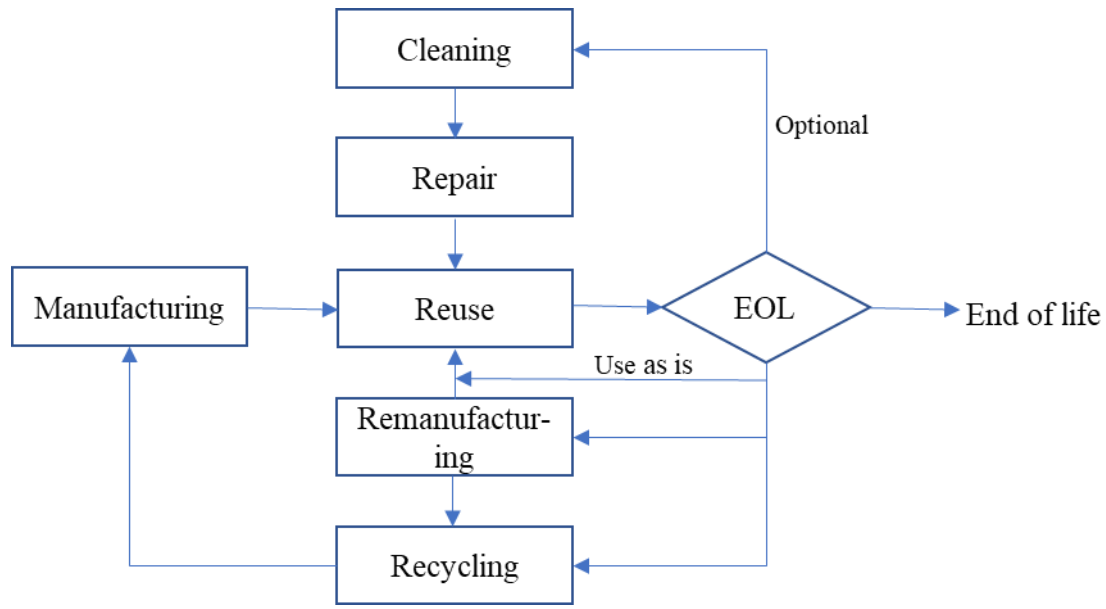 Cleaning
Optional
Repair
Manufacturing
Reuse
EOL
End of life
Use as is
Remanufactur-
ing
Recycling